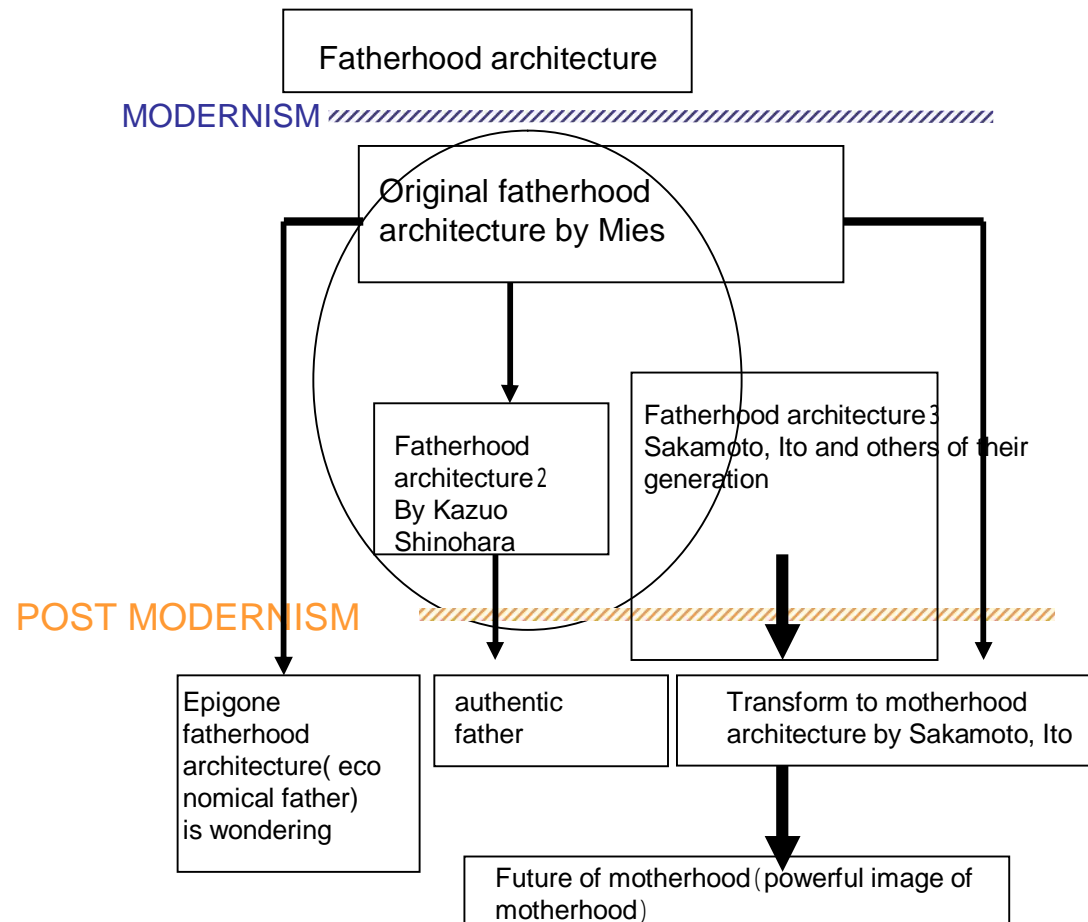 Fatherhood architecture
MODERNISM
Original fatherhood
architecture by Mies
Fatherhood
architecture2
By Kazuo
Shinohara
Fatherhood architecture3
Sakamoto, Ito and others of their
generation
POST MODERNISM
Epigone
fatherhood
architecture( eco
nomical father)
is wondering
authentic
father
Transform to motherhood
architecture by Sakamoto, Ito
Future of motherhood(powerful image of
motherhood)